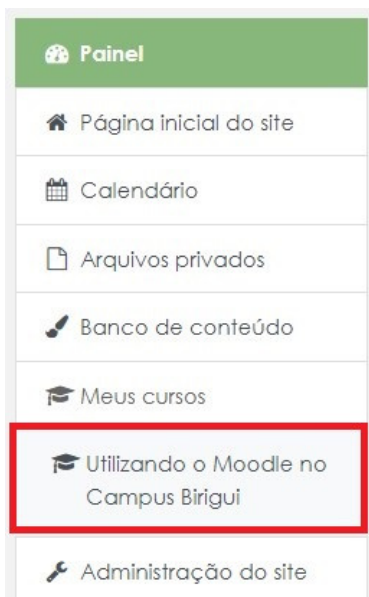 Painel
Página inicial do site
Calendário
Arquivos privados
Banco de conteúdo
Meus cursos
Utilizando o Moodle no
Campus Birigui
Administração do site